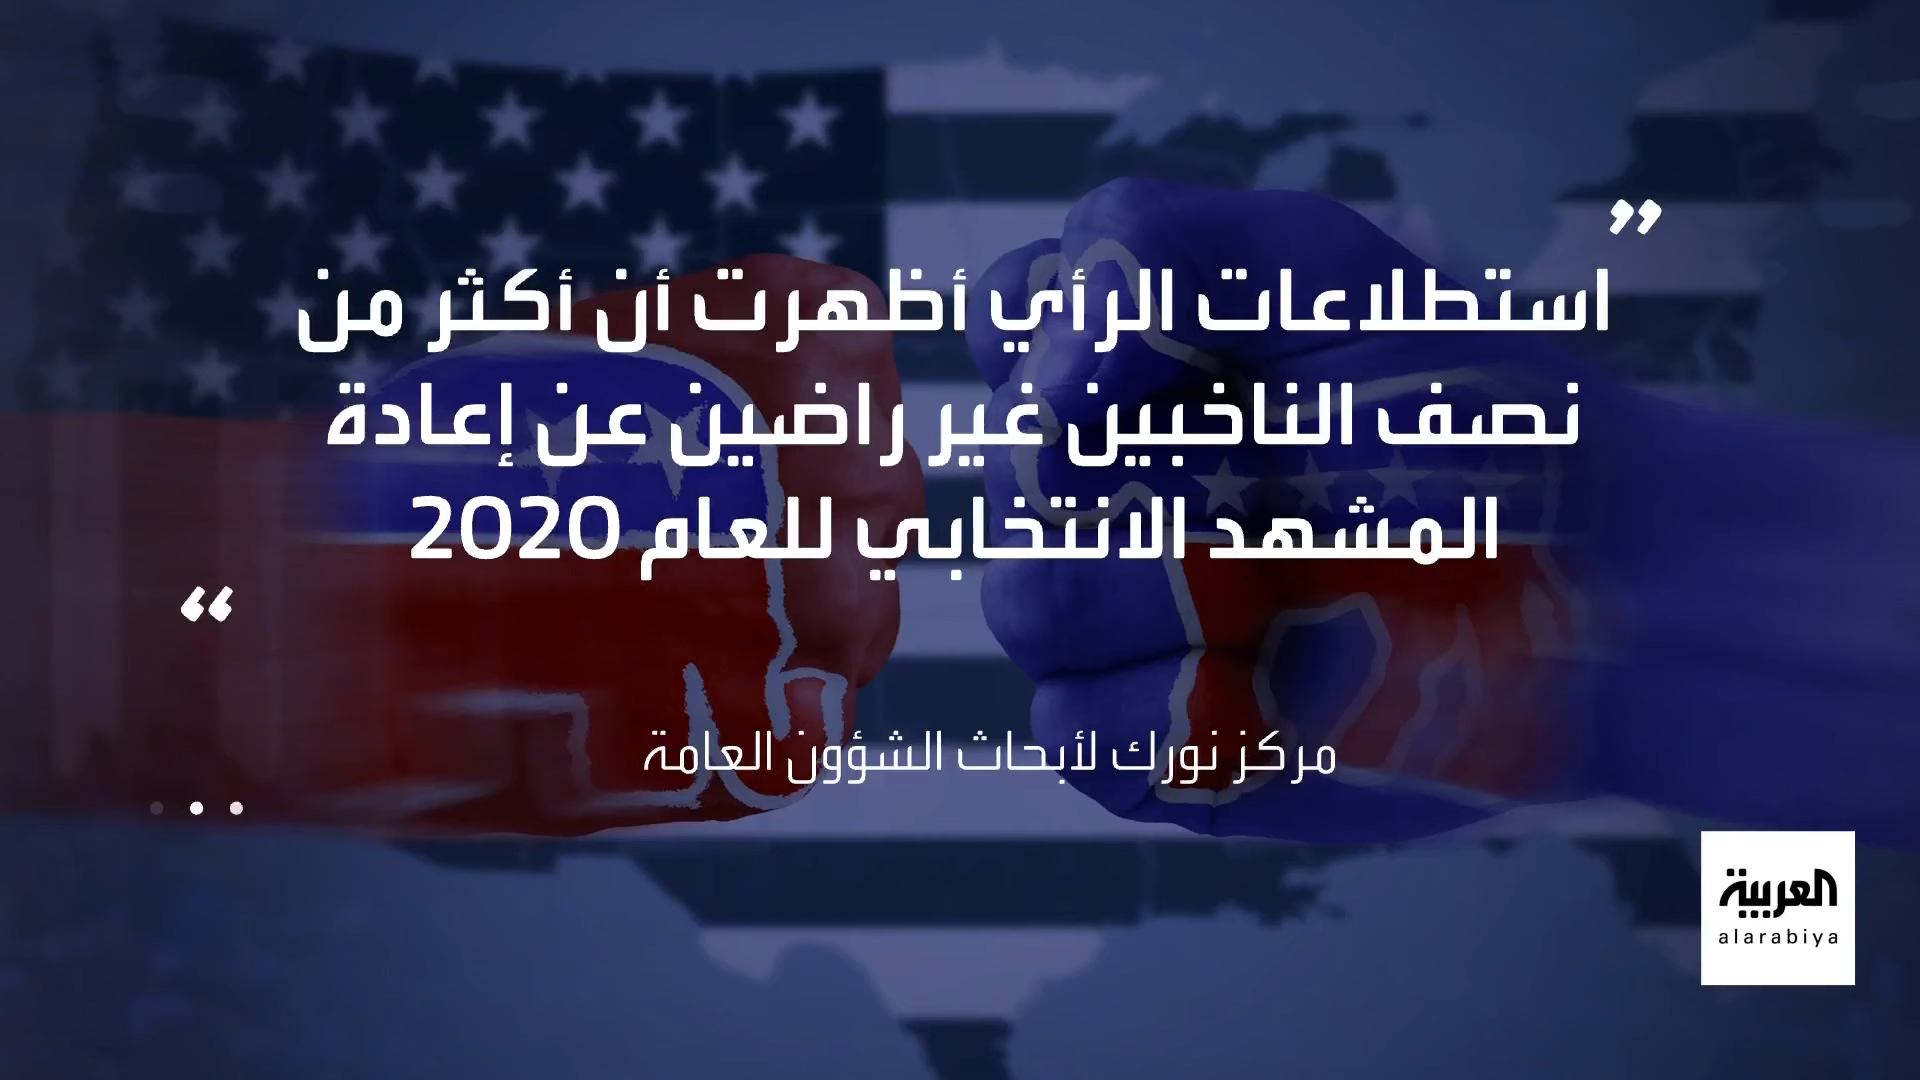 ”
استطلاعات الرأي أظهرت أن أكثر من
نصف الناخبين غير راضين عن إعادة
المشهد الانتخابي للعام 2020
“
مركز نورك لأبحاث الشؤون العامة
العربية
alarabiya